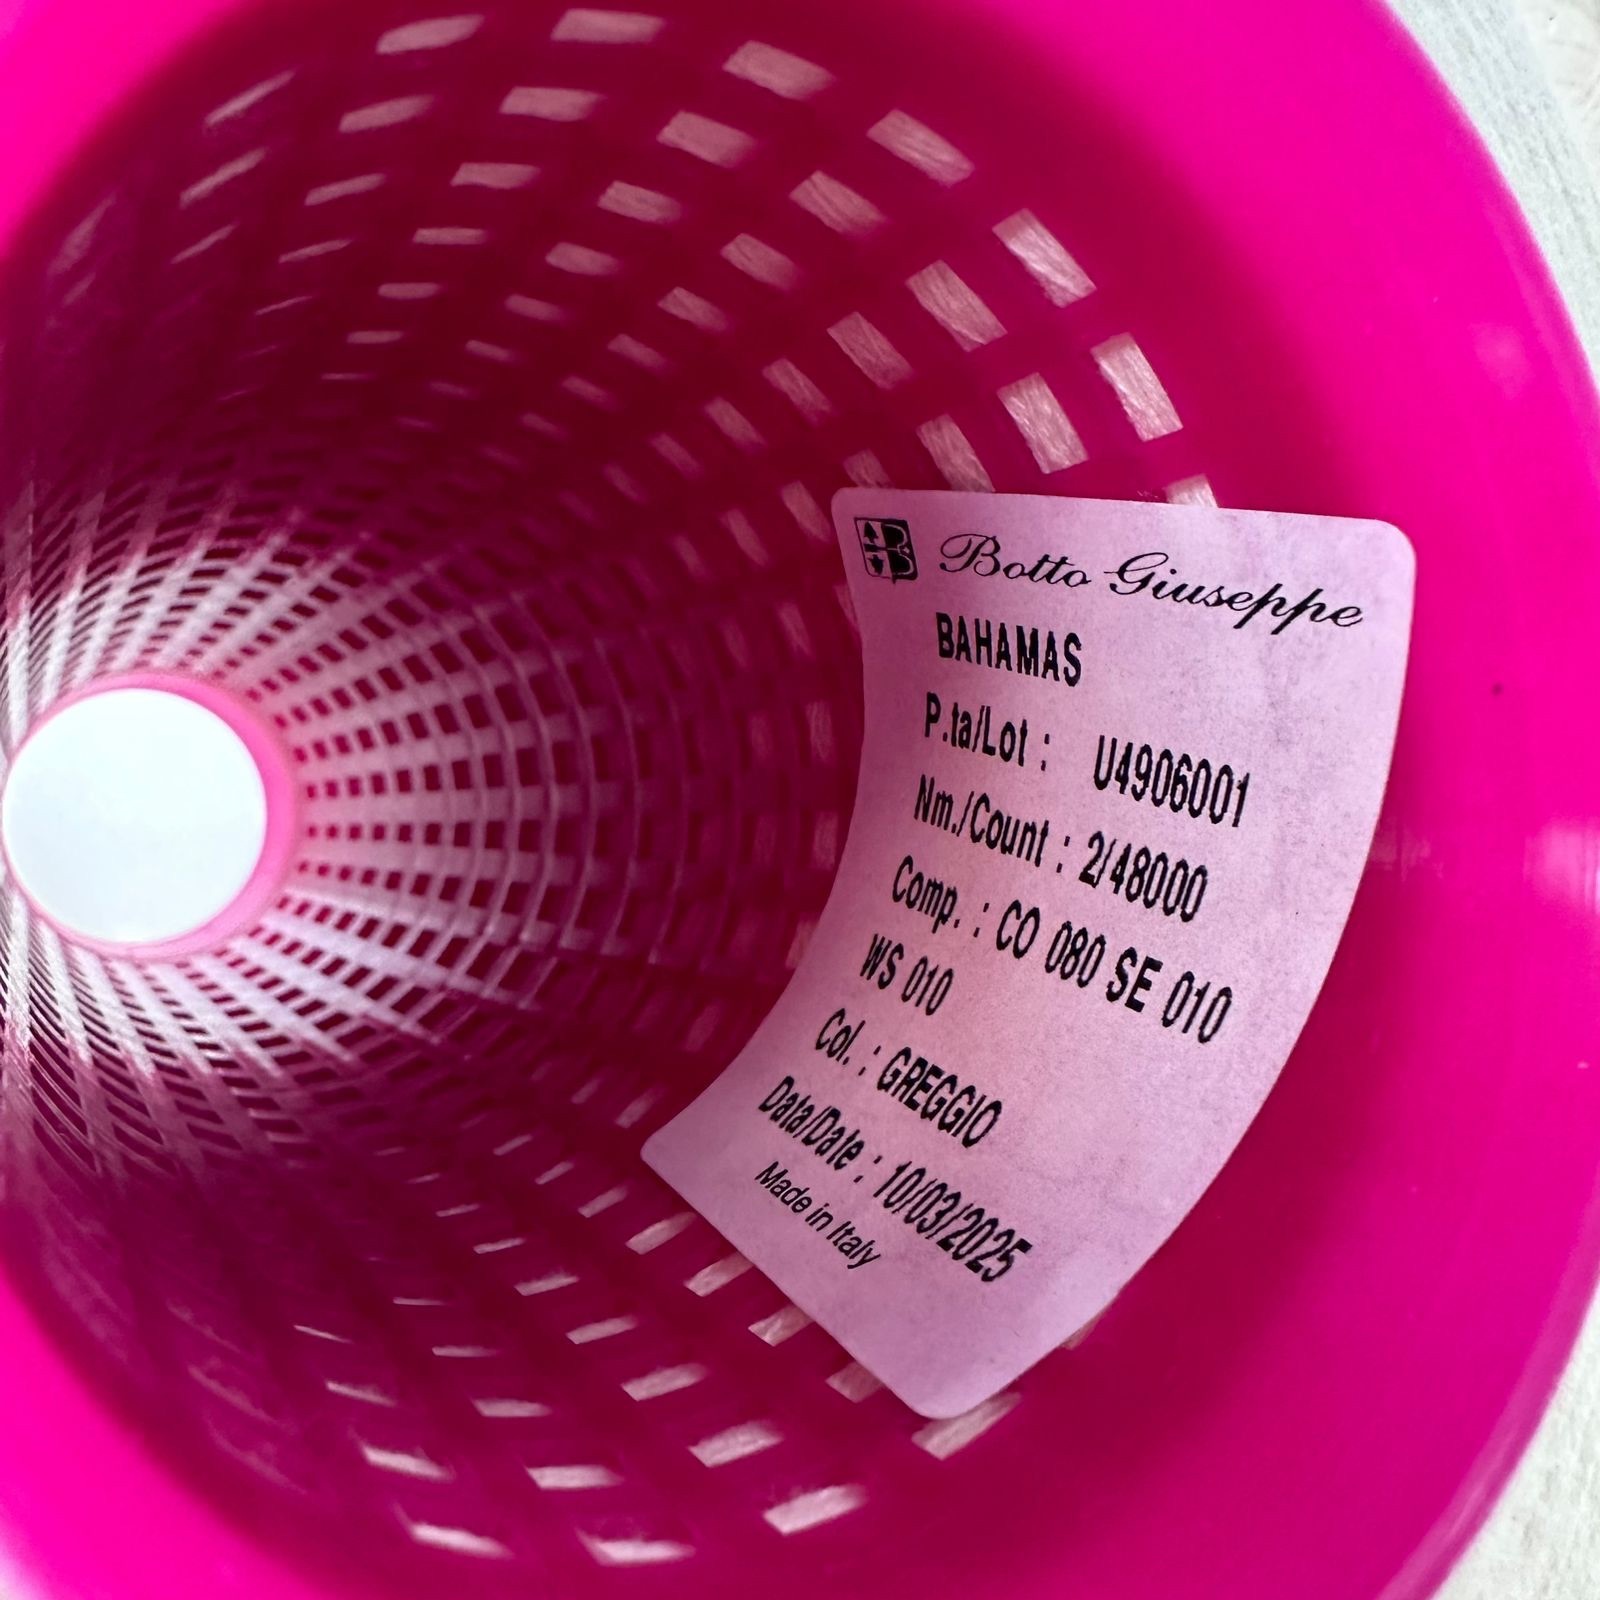 B
Botto Giuseppe
BAHAMAS
P.ta/Lot : U4906001
Nm./Count : 2/48000
Comp. : CO 080 SE 010
WS 010
Col. : GREGGIO
Data/Date : 10/03/2025
Made in Italy